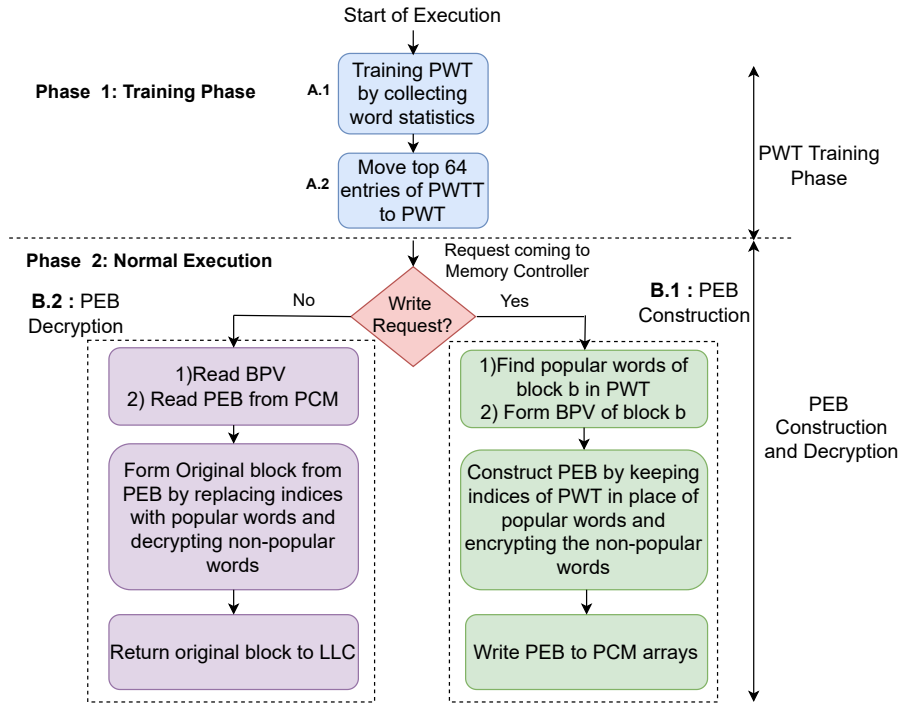 Start of Execution
Phase 1: Training Phase
A.1
Training PWT
by collecting
word statistics
A.2
Move top 64
entries of PWTT
to PWT
PWT Training
Phase
Phase 2: Normal Execution
Request coming to
Memory Controller
B.2 : PEB
Decryption
No
Write
Request?
Yes
B.1 : PEB
Construction
1)Read BPV
2) Read PEB from PCM
Form Original block from
PEB by replacing indices
with popular words and
decrypting non-popular
words
Return original block to LLC
1)Find popular words of
block b in PWT
2) Form BPV of block b
Construct PEB by keeping
indices of PWT in place of
popular words and
encrypting the non-popular
words
Write PEB to PCM arrays
PEB
Construction
and Decryption